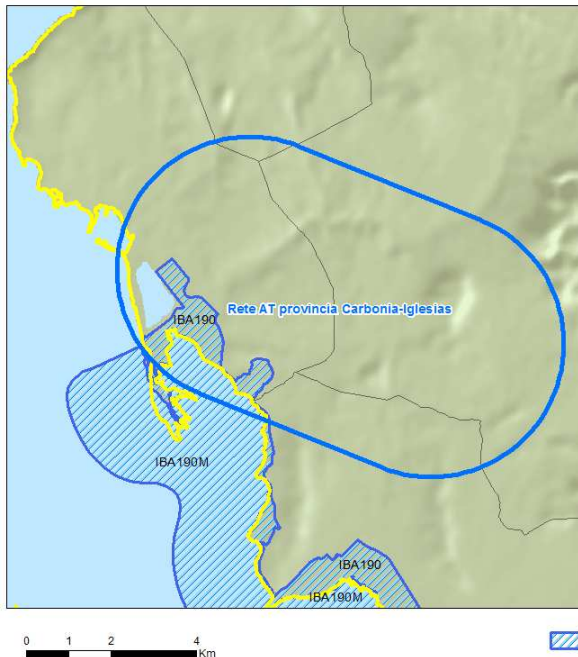 Rete AT provincia Carbonia-Iglesias
IBA190
IBA190M
IBA190
IBA190M
0 1 2 4
Km